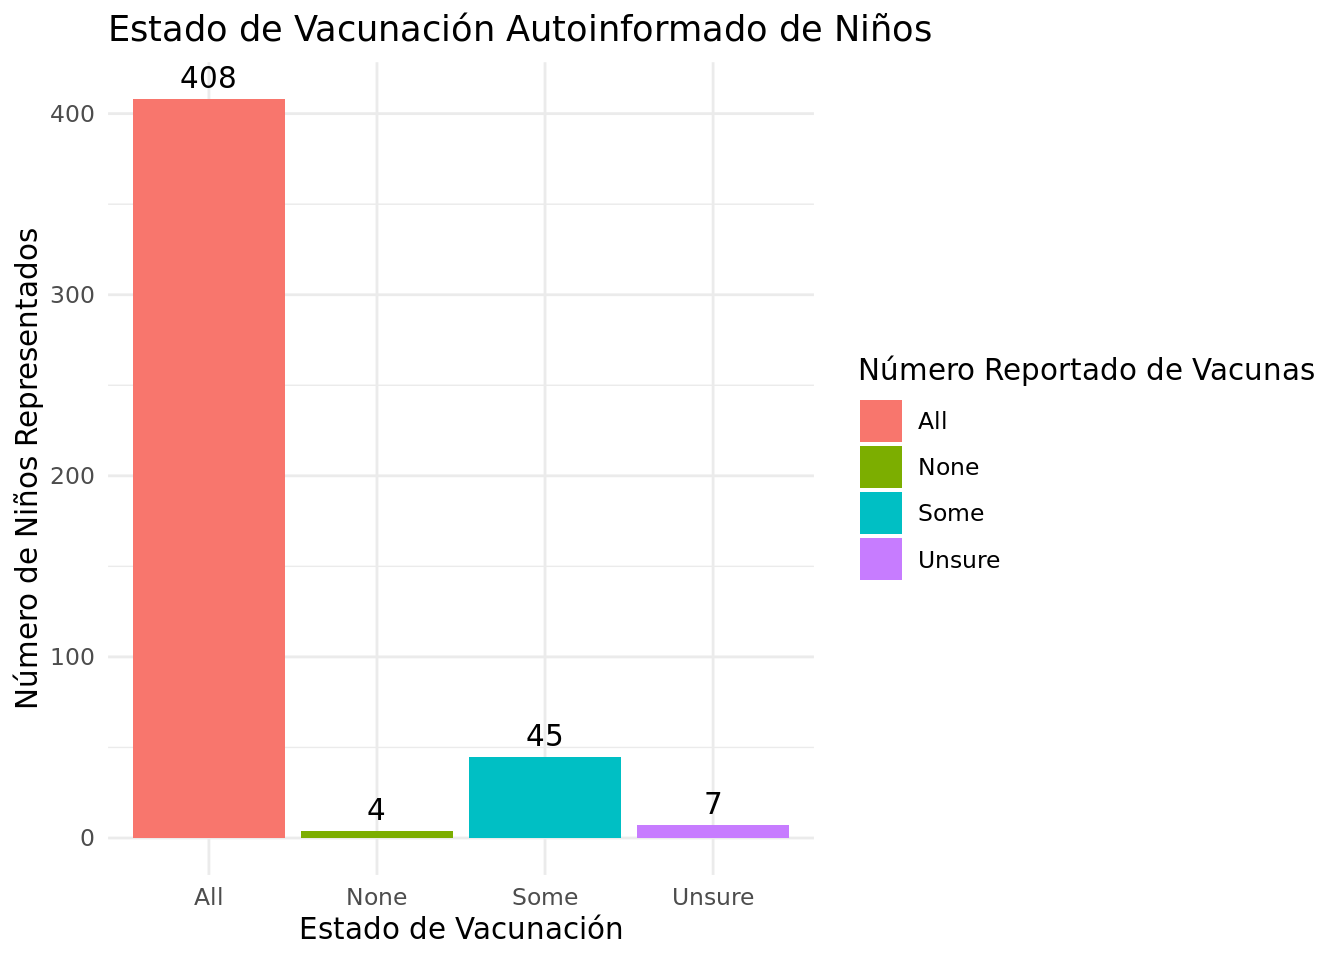 Estado de Vacunación Autoinformado de Niños
408
400
300
200
100
0
45
4
7
All
None
Some
Unsure
Estado de Vacunación
Número de Niños Representados
Número Reportado de Vacunas
All
None
Some
Unsure